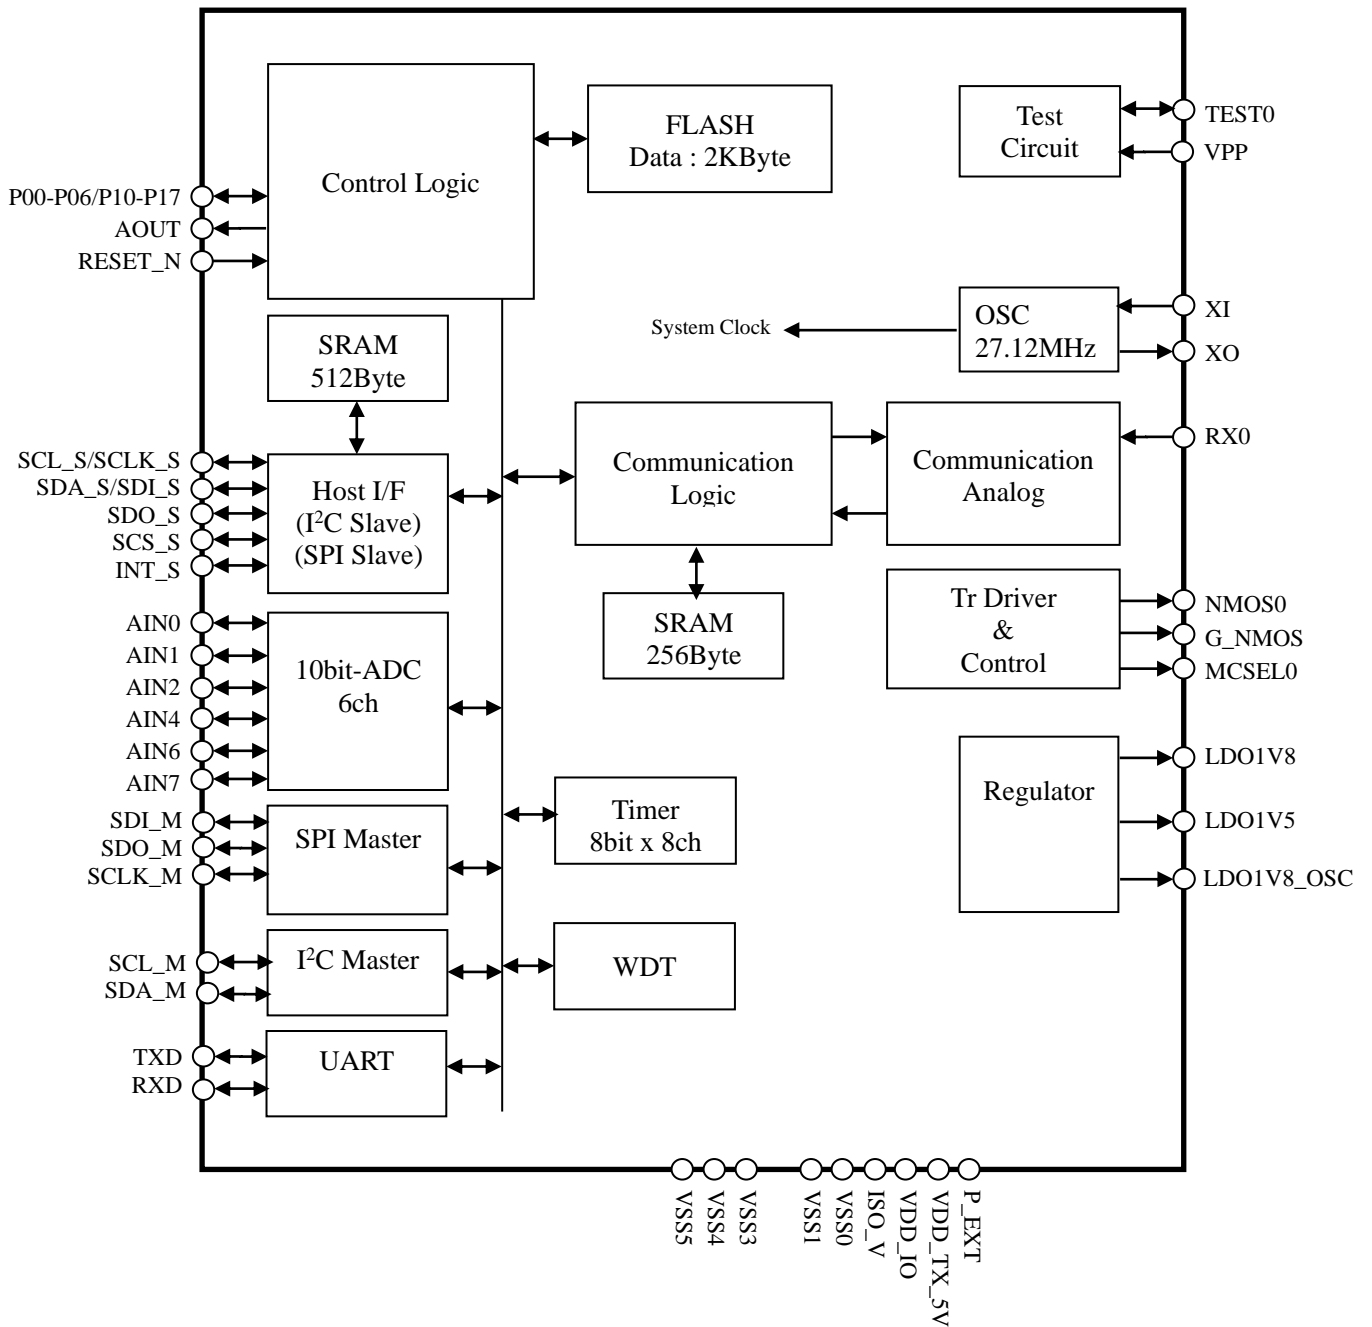 Control Logic
FLASH
Data : 2KByte
Test
Circuit
TEST0
VPP
P00-P06/P10-P17
AOUT
RESET_N
SRAM
512Byte
System Clock
OSC
27.12MHz
XI
XO
SCL_S/SCLK_S
SDA_S/SDI_S
SDO_S
SCS_S
INT_S
Host I/F
(I²C Slave)
(SPI Slave)
Communication
Logic
Communication
Analog
RX0
SRAM
256Byte
Tr Driver
&
Control
NMOS0
G_NMOS
MCSEL0
AIN0
AIN1
AIN2
AIN4
AIN6
AIN7
10bit-ADC
6ch
Timer
8bit x 8ch
Regulator
LDO1V8
LDO1V5
LDO1V8_OSC
SDI_M
SDO_M
SCLK_M
SPI Master
SCL_M
SDA_M
I²C Master
WDT
TXD
RXD
UART
VSS5
VSS4
VSS3
VSS1
VSS0
ISO_V
VDD_IO
VDD_TX_5V
P_EXT